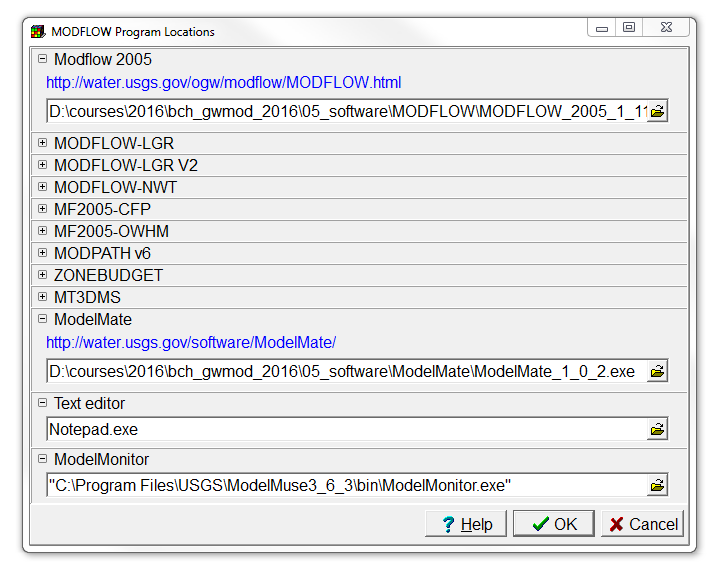 MODFLOW Program Locations
Modflow 2005
http://water.usgs.gov/ogw/modflow/MODFLOW.html
D:\courses\2016\bch_gwmod_2016\05_software\MODFLOW\MODFLOW_2005_1_11
MODFLOW-LGR
MODFLOW-LGR V2
MODFLOW-NWT
MF2005-CFP
MF2005-OWHM
MODPATH v6
ZONEBUDGET
MT3DMS
ModelMate
http://water.usgs.gov/software/ModelMate/
D:\courses\2016\bch_gwmod_2016\05_software\ModelMate\ModelMate_1_0_2.exe
Text editor
Notepad.exe
ModelMonitor
"C:\Program Files\USGS\ModelMuse3_6_3\bin\ModelMonitor.exe"
? Help OK Cancel